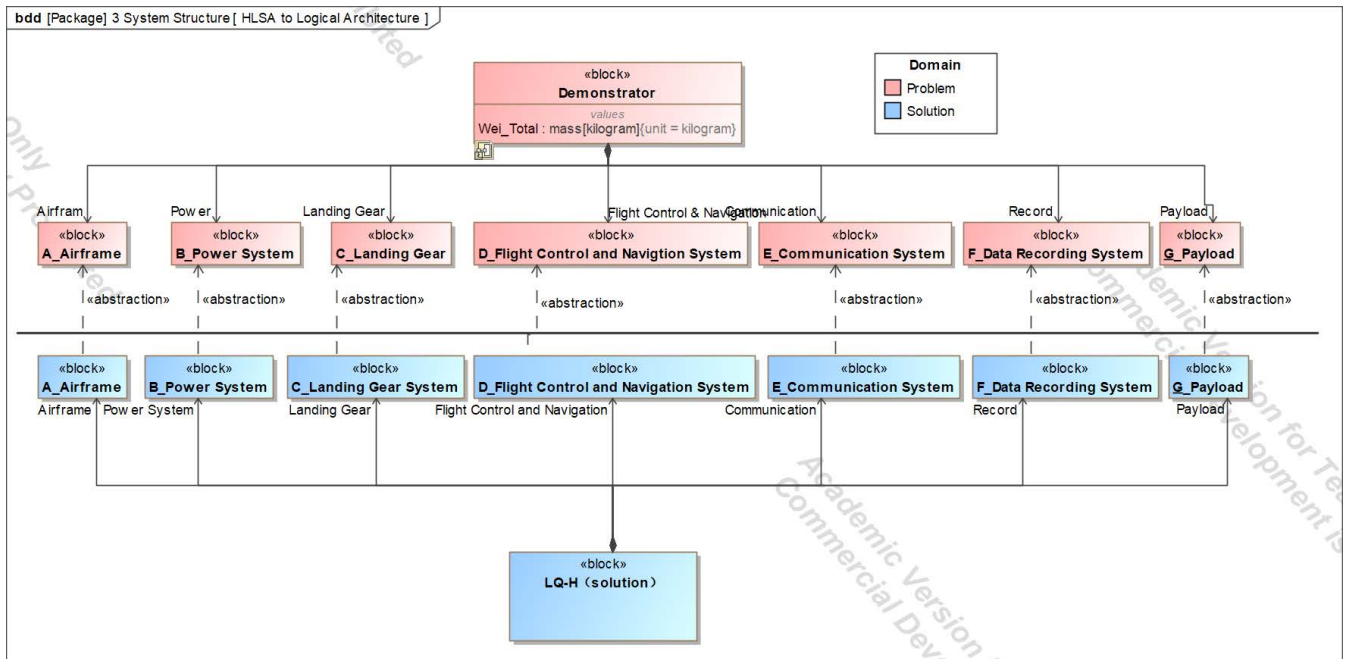 bdd [Package] 3 System Structure [ HLSA to Logical Architecture ]
«block»
Demonstrator
values
Wei_Total : mass[kilogram]{unit = kilogram}
Domain
Problem
Solution
Airfram
Power
Landing Gear
Flight Control & Navigation
Communication
Record
Payload
«block»
A_Airframe
«block»
B_Power System
«block»
C_Landing Gear
«block»
D_Flight Control and Navigtion System
«block»
E_Communication System
«block»
F_Data Recording System
«block»
G_Payload
«abstraction»
«abstraction»
«abstraction»
«abstraction»
«abstraction»
«abstraction»
«abstraction»
«block»
A_Airframe
«block»
B_Power System
«block»
C_Landing Gear System
«block»
D_Flight Control and Navigation System
«block»
E_Communication System
«block»
F_Data Recording System
«block»
G_Payload
Airframe
Power System
Landing Gear
Flight Control and Navigation
Communication
Record
Payload
«block»
LQ-H（solution）
Only
Academic Version
Commercial